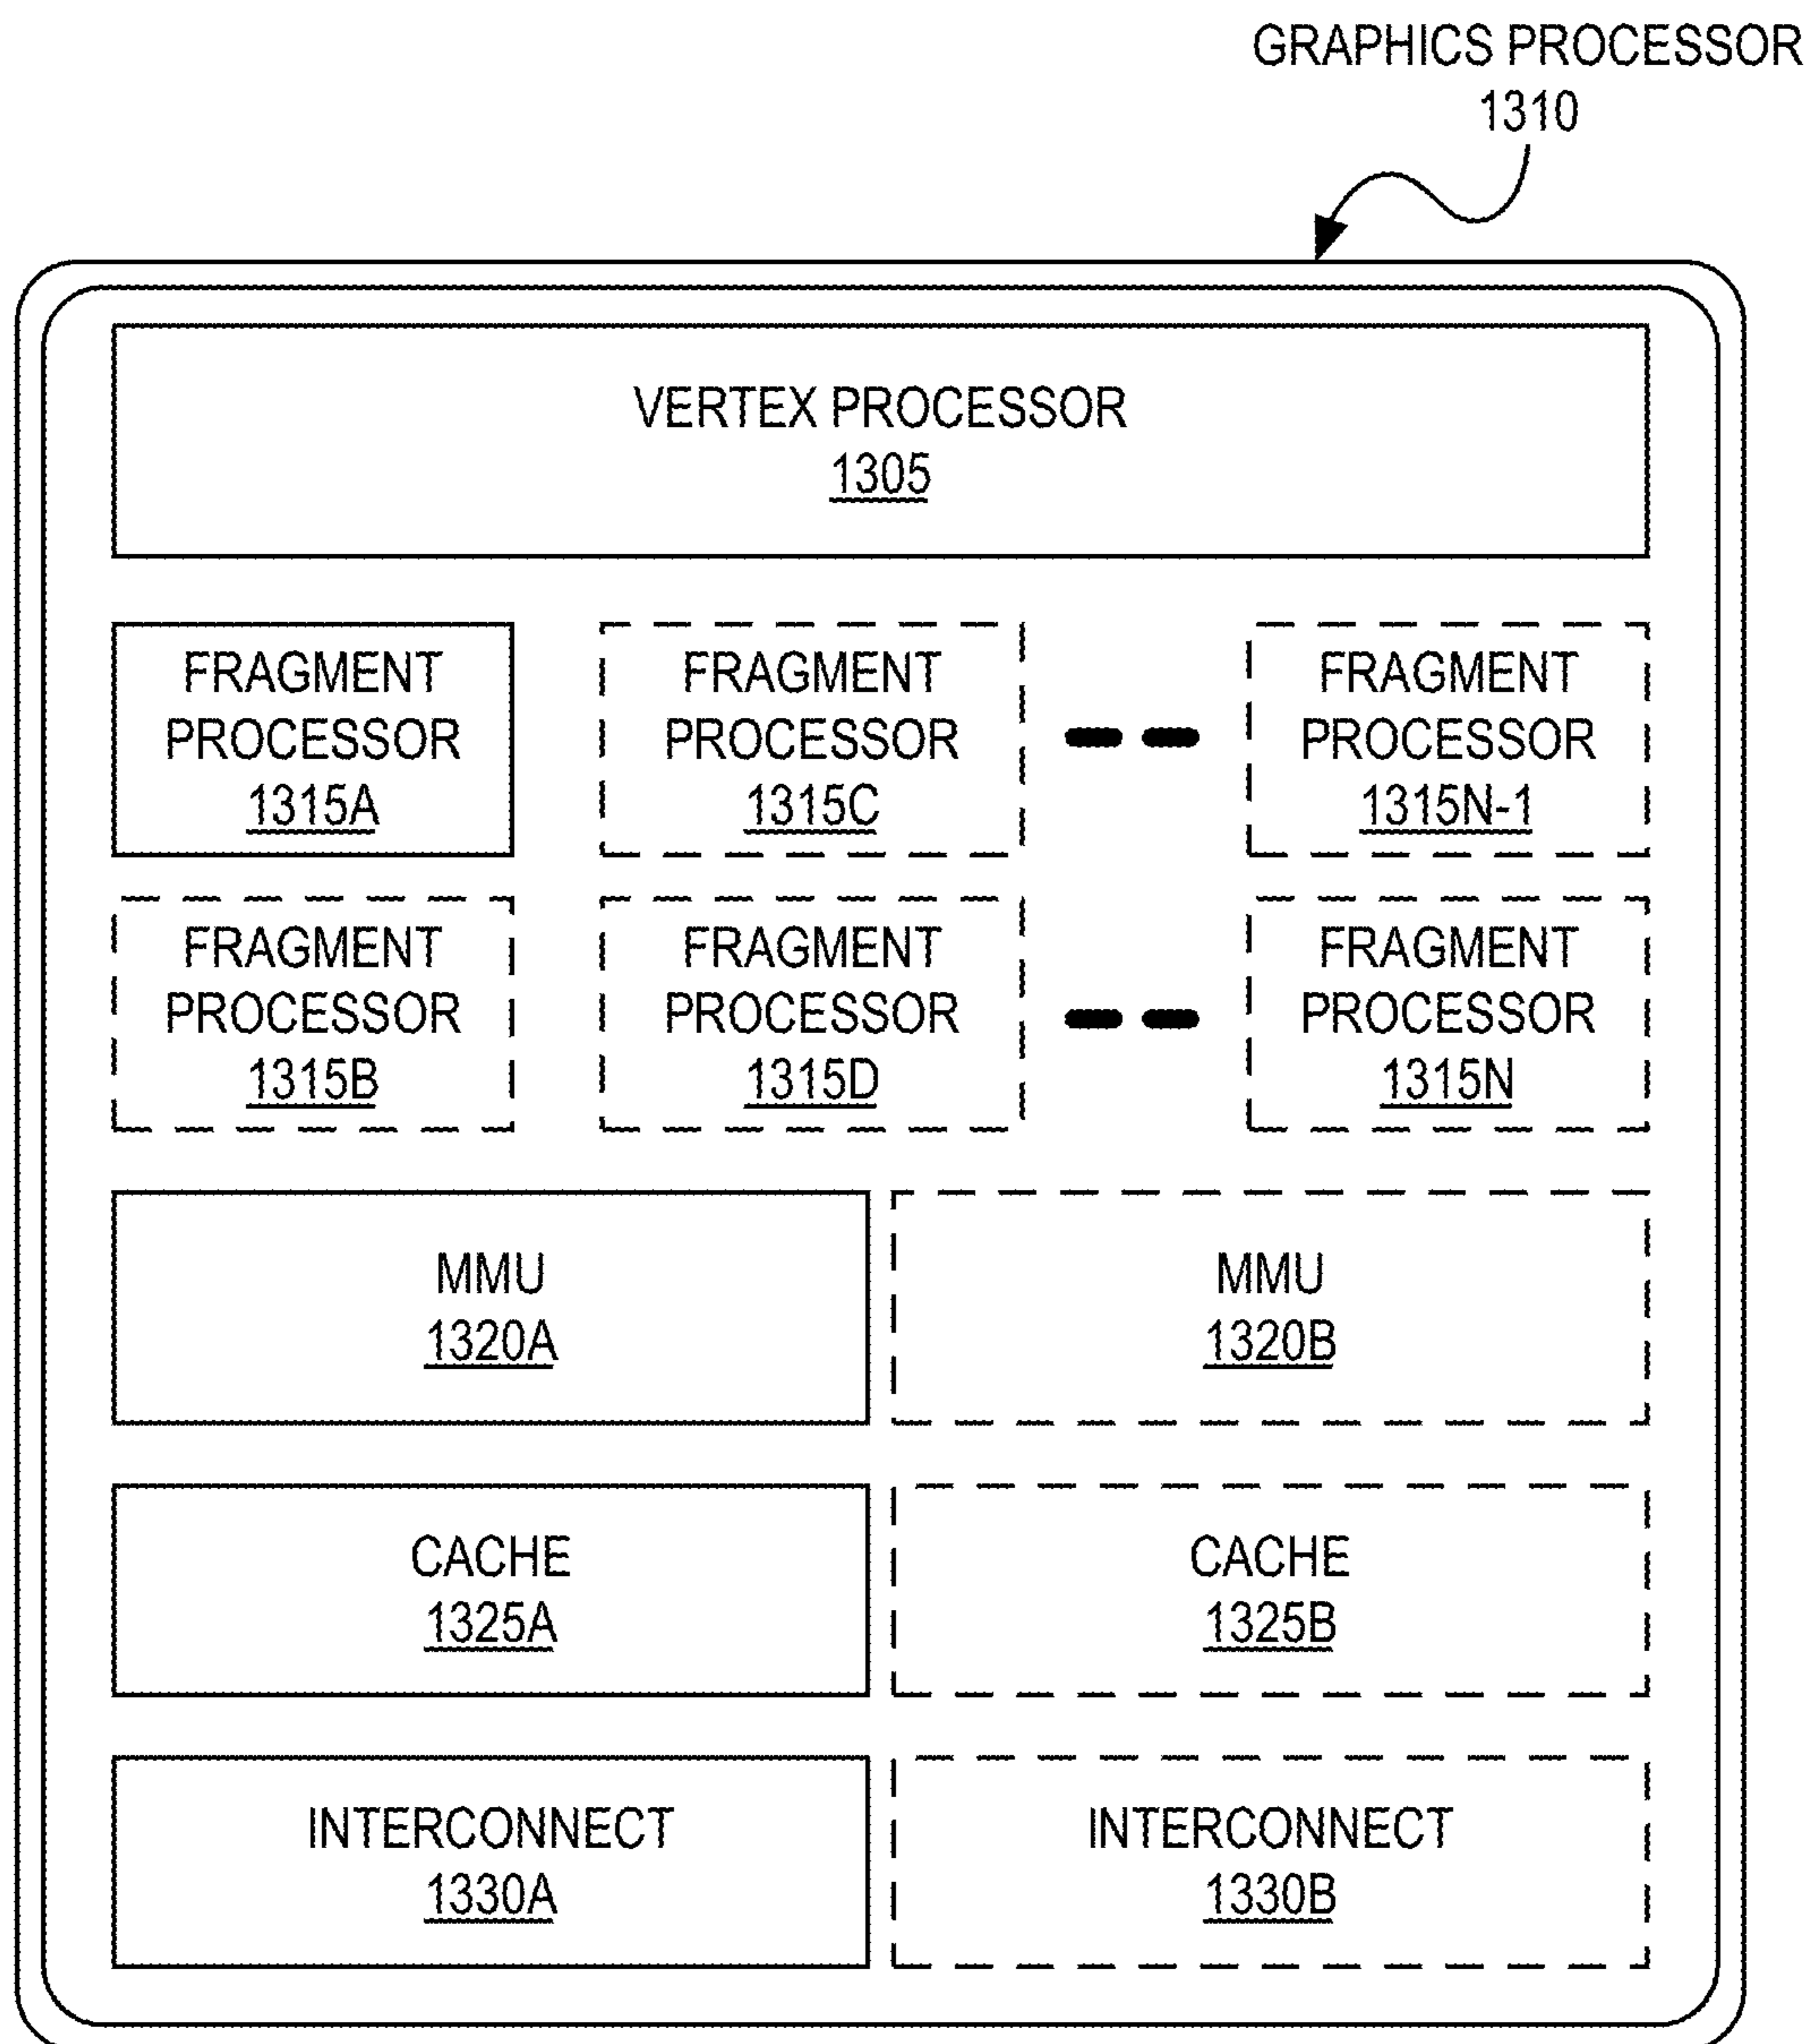 GRAPHICS PROCESSOR
1310
VERTEX PROCESSOR
1305
FRAGMENT
PROCESSOR
1315A
FRAGMENT
PROCESSOR
1315C
FRAGMENT
PROCESSOR
1315N-1
FRAGMENT
PROCESSOR
1315B
FRAGMENT
PROCESSOR
1315D
FRAGMENT
PROCESSOR
1315N
MMU
1320A
MMU
1320B
CACHE
1325A
CACHE
1325B
INTERCONNECT
1330A
INTERCONNECT
1330B